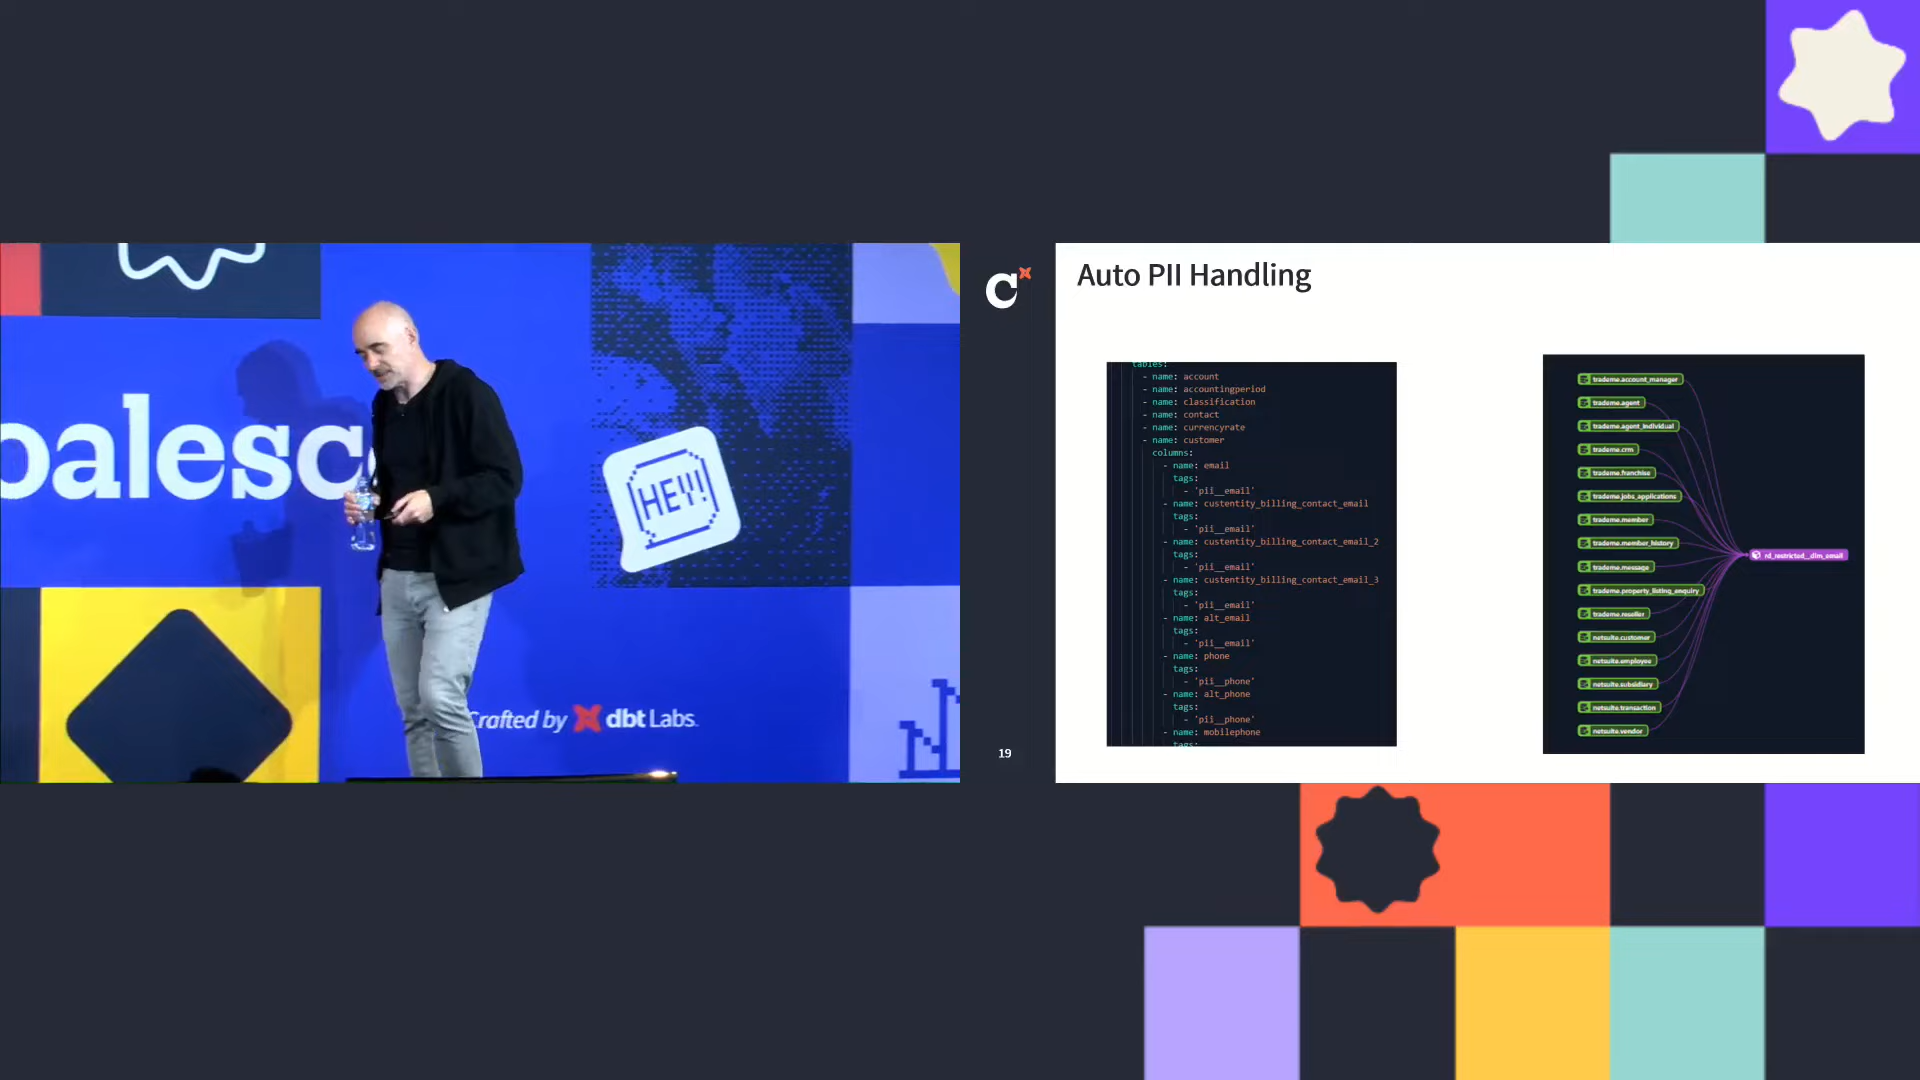 oalesc
HEY!
Crafted by dbt Labs.
C
19
Auto PII Handling
tables:
- name: account
- name: accountingperiod
- name: classification
- name: contact
- name: currencyrate
- name: customer
columns:
- name: email
tags:
- 'pii__email'
- name: custentity_billing_contact_email
tags:
- 'pii__email'
- name: custentity_billing_contact_email_2
tags:
- 'pii__email'
- name: custentity_billing_contact_email_3
tags:
- 'pii__email'
- name: alt_email
tags:
- 'pii__email'
- name: phone
tags:
- 'pii__phone'
- name: alt_phone
tags:
- 'pii__phone'
- name: mobilephone
tags:
trademe.account_manager
trademe.agent
trademe.agent_individual
trademe.crm
trademe.franchise
trademe.jobs_applications
trademe.member
trademe.member_history
trademe.message
trademe.property_listing_enquiry
trademe.reseller
netsuite.customer
netsuite.employee
netsuite.subsidiary
netsuite.transaction
netsuite.vendor
rd_restricted__dim_email